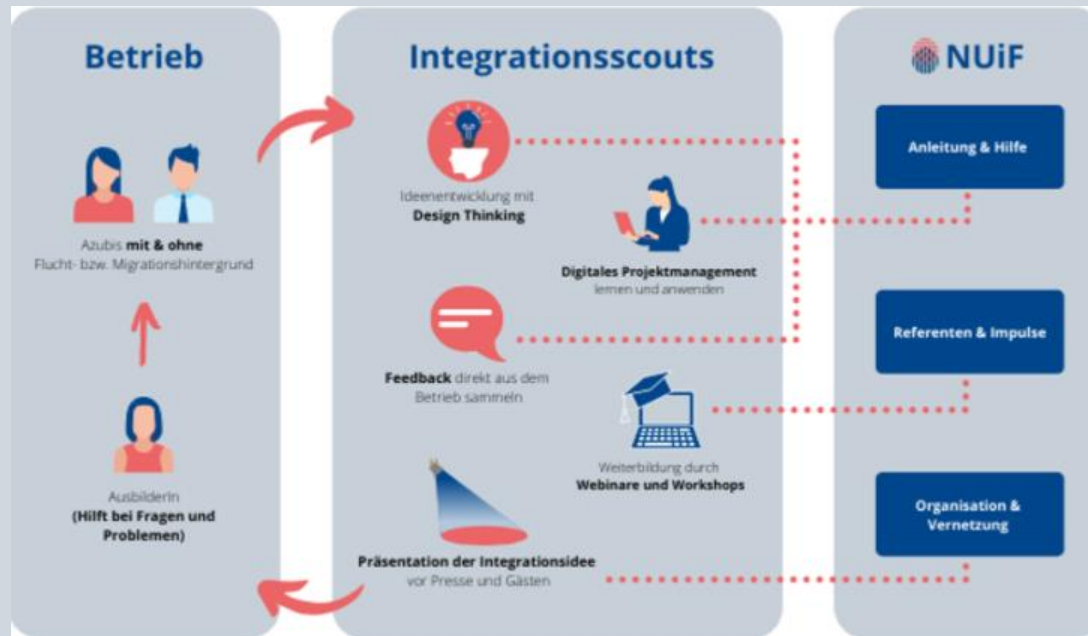 Betrieb
Azubis mit & ohne
Flucht- bzw. Migrationshintergrund
AusbilderIn
(Hilft bei Fragen und
Problemen)
Integrationsscouts
Ideenentwicklung mit
Design Thinking
Digitales Projektmanagement
lernen und anwenden
Feedback direkt aus dem
Betrieb sammeln
Weiterbildung durch
Webinare und Workshops
Präsentation der Integrationsidee
vor Presse und Gästen
NUiF
Anleitung & Hilfe
Referenten & Impulse
Organisation &
Vernetzung